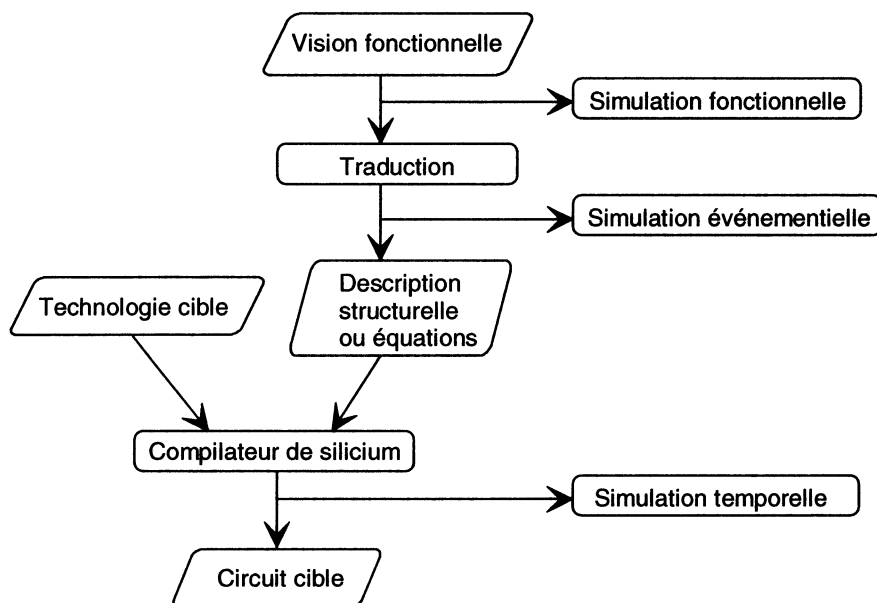 Vision fonctionnelle
Simulation fonctionnelle
Traduction
Simulation événementielle
Technologie cible
Description
structurelle
ou équations
Compilateur de silicium
Simulation temporelle
Circuit cible